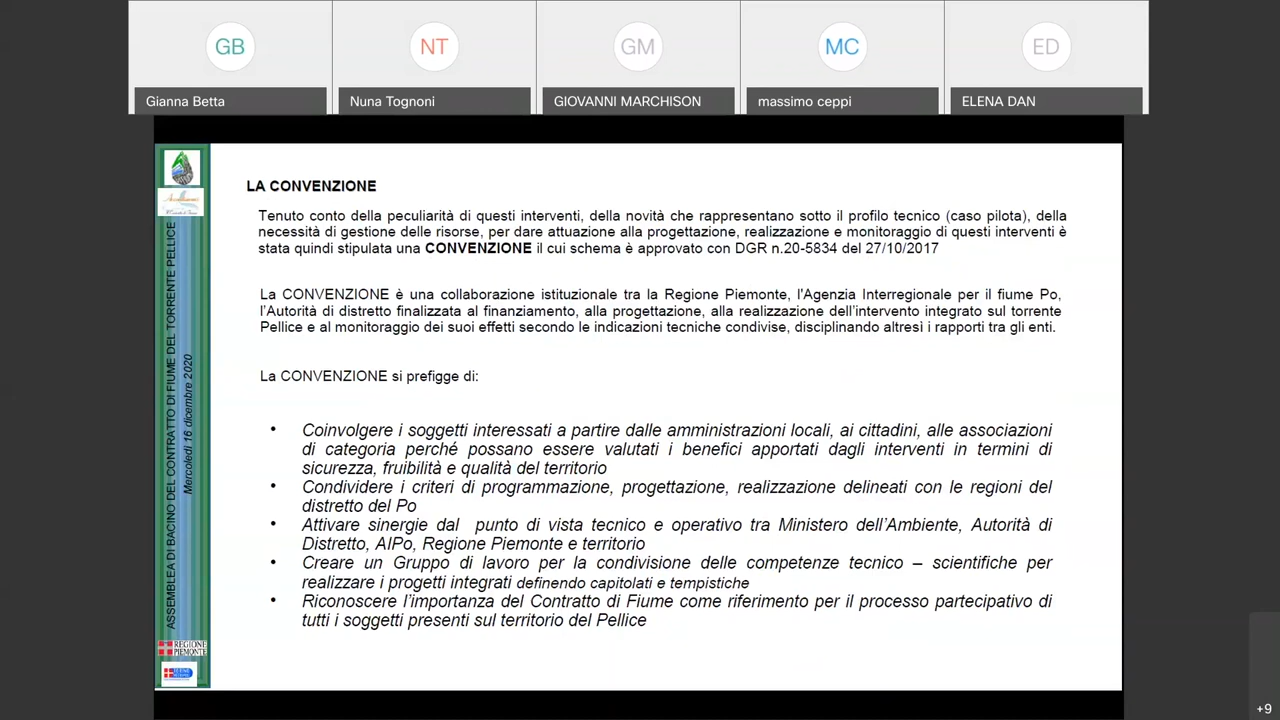 GB
NT
GM
MC
ED
Gianna Betta
Nuna Tognoni
GIOVANNI MARCHISON
massimo ceppi
ELENA DAN
ASSEMBLEA DI BACINO DEL CONTRATTO DI FIUME DEL TORRENTE PELLICE
Mercoledì 16 dicembre 2020
REGIONE
PIEMONTE
LA CONVENZIONE
Tenuto conto della peculiarità di questi interventi, della novità che rappresentano sotto il profilo tecnico (caso pilota), della
necessità di gestione delle risorse, per dare attuazione alla progettazione, realizzazione e monitoraggio di questi interventi è
stata quindi stipulata una CONVENZIONE il cui schema è approvato con DGR n.20-5834 del 27/10/2017
La CONVENZIONE è una collaborazione istituzionale tra la Regione Piemonte, l'Agenzia Interregionale per il fiume Po,
l’Autorità di distretto finalizzata al finanziamento, alla progettazione, alla realizzazione dell’intervento integrato sul torrente
Pellice e al monitoraggio dei suoi effetti secondo le indicazioni tecniche condivise, disciplinando altresì i rapporti tra gli enti.
La CONVENZIONE si prefigge di:
• Coinvolgere i soggetti interessati a partire dalle amministrazioni locali, ai cittadini, alle associazioni
di categoria perché possano essere valutati i benefici apportati dagli interventi in termini di
sicurezza, fruibilità e qualità del territorio
• Condividere i criteri di programmazione, progettazione, realizzazione delineati con le regioni del
distretto del Po
• Attivare sinergie dal punto di vista tecnico e operativo tra Ministero dell’Ambiente, Autorità di
Distretto, AIPo, Regione Piemonte e territorio
• Creare un Gruppo di lavoro per la condivisione delle competenze tecnico – scientifiche per
realizzare i progetti integrati definendo capitolati e tempistiche
• Riconoscere l’importanza del Contratto di Fiume come riferimento per il processo partecipativo di
tutti i soggetti presenti sul territorio del Pellice
+9